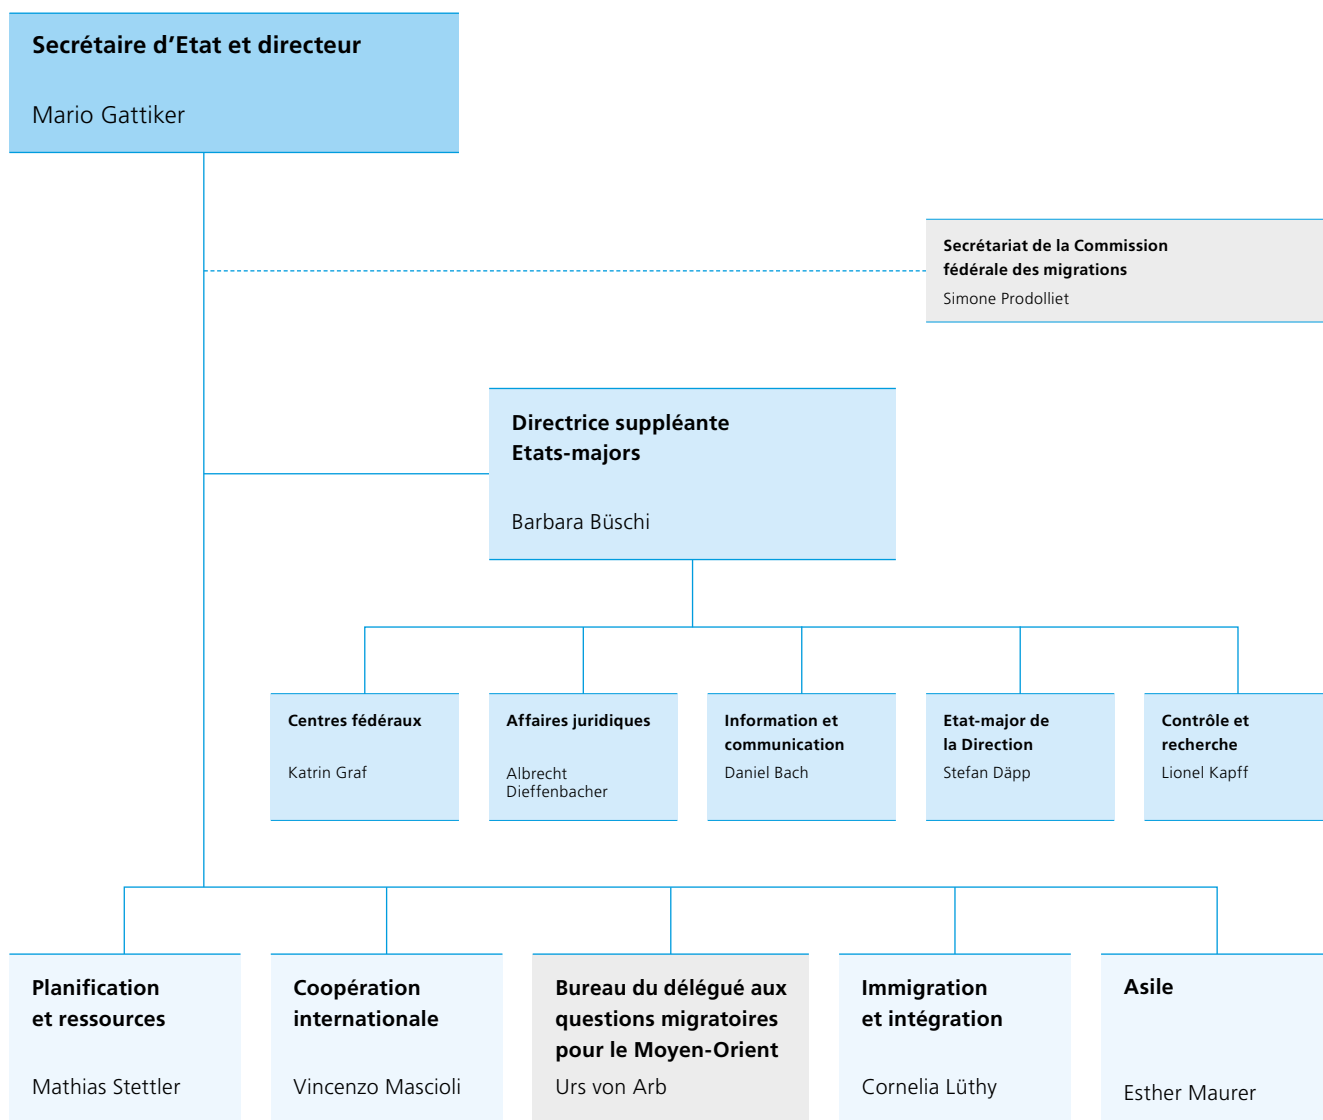 Secrétaire d’Etat et directeur
Mario Gattiker
Secrétariat de la Commission
fédérale des migrations
Simone Prodolliet
Directrice suppléante
Etats-majors
Barbara Büschi
Centres fédéraux
Katrin Graf
Affaires juridiques
Albrecht
Dieffenbacher
Information et
communication
Daniel Bach
Etat-major de
la Direction
Stefan Däpp
Contrôle et
recherche
Lionel Kapff
Planification
et ressources
Mathias Stettler
Coopération
internationale
Vincenzo Mascioli
Bureau du délégué aux
questions migratoires
pour le Moyen-Orient
Urs von Arb
Immigration
et intégration
Cornelia Lüthy
Asile
Esther Maurer